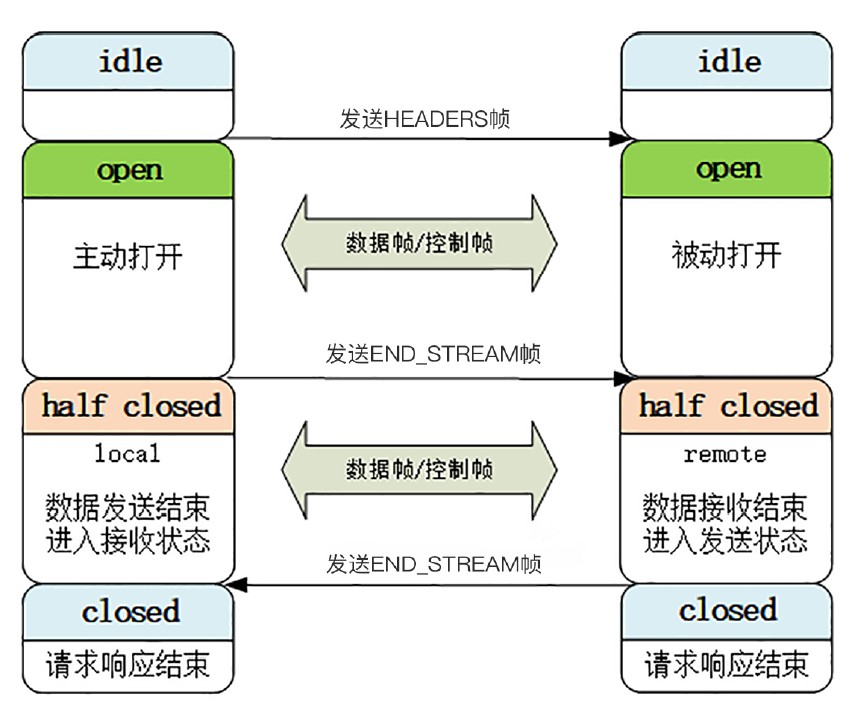 idle
idle
发送HEADERS帧
open
open
主动打开
数据帧/控制帧
被动打开
发送END_STREAM帧
half closed
half closed
local
remote
数据发送结束
进入接收状态
数据帧/控制帧
数据接收结束
进入发送状态
发送END_STREAM帧
closed
closed
请求响应结束
请求响应结束